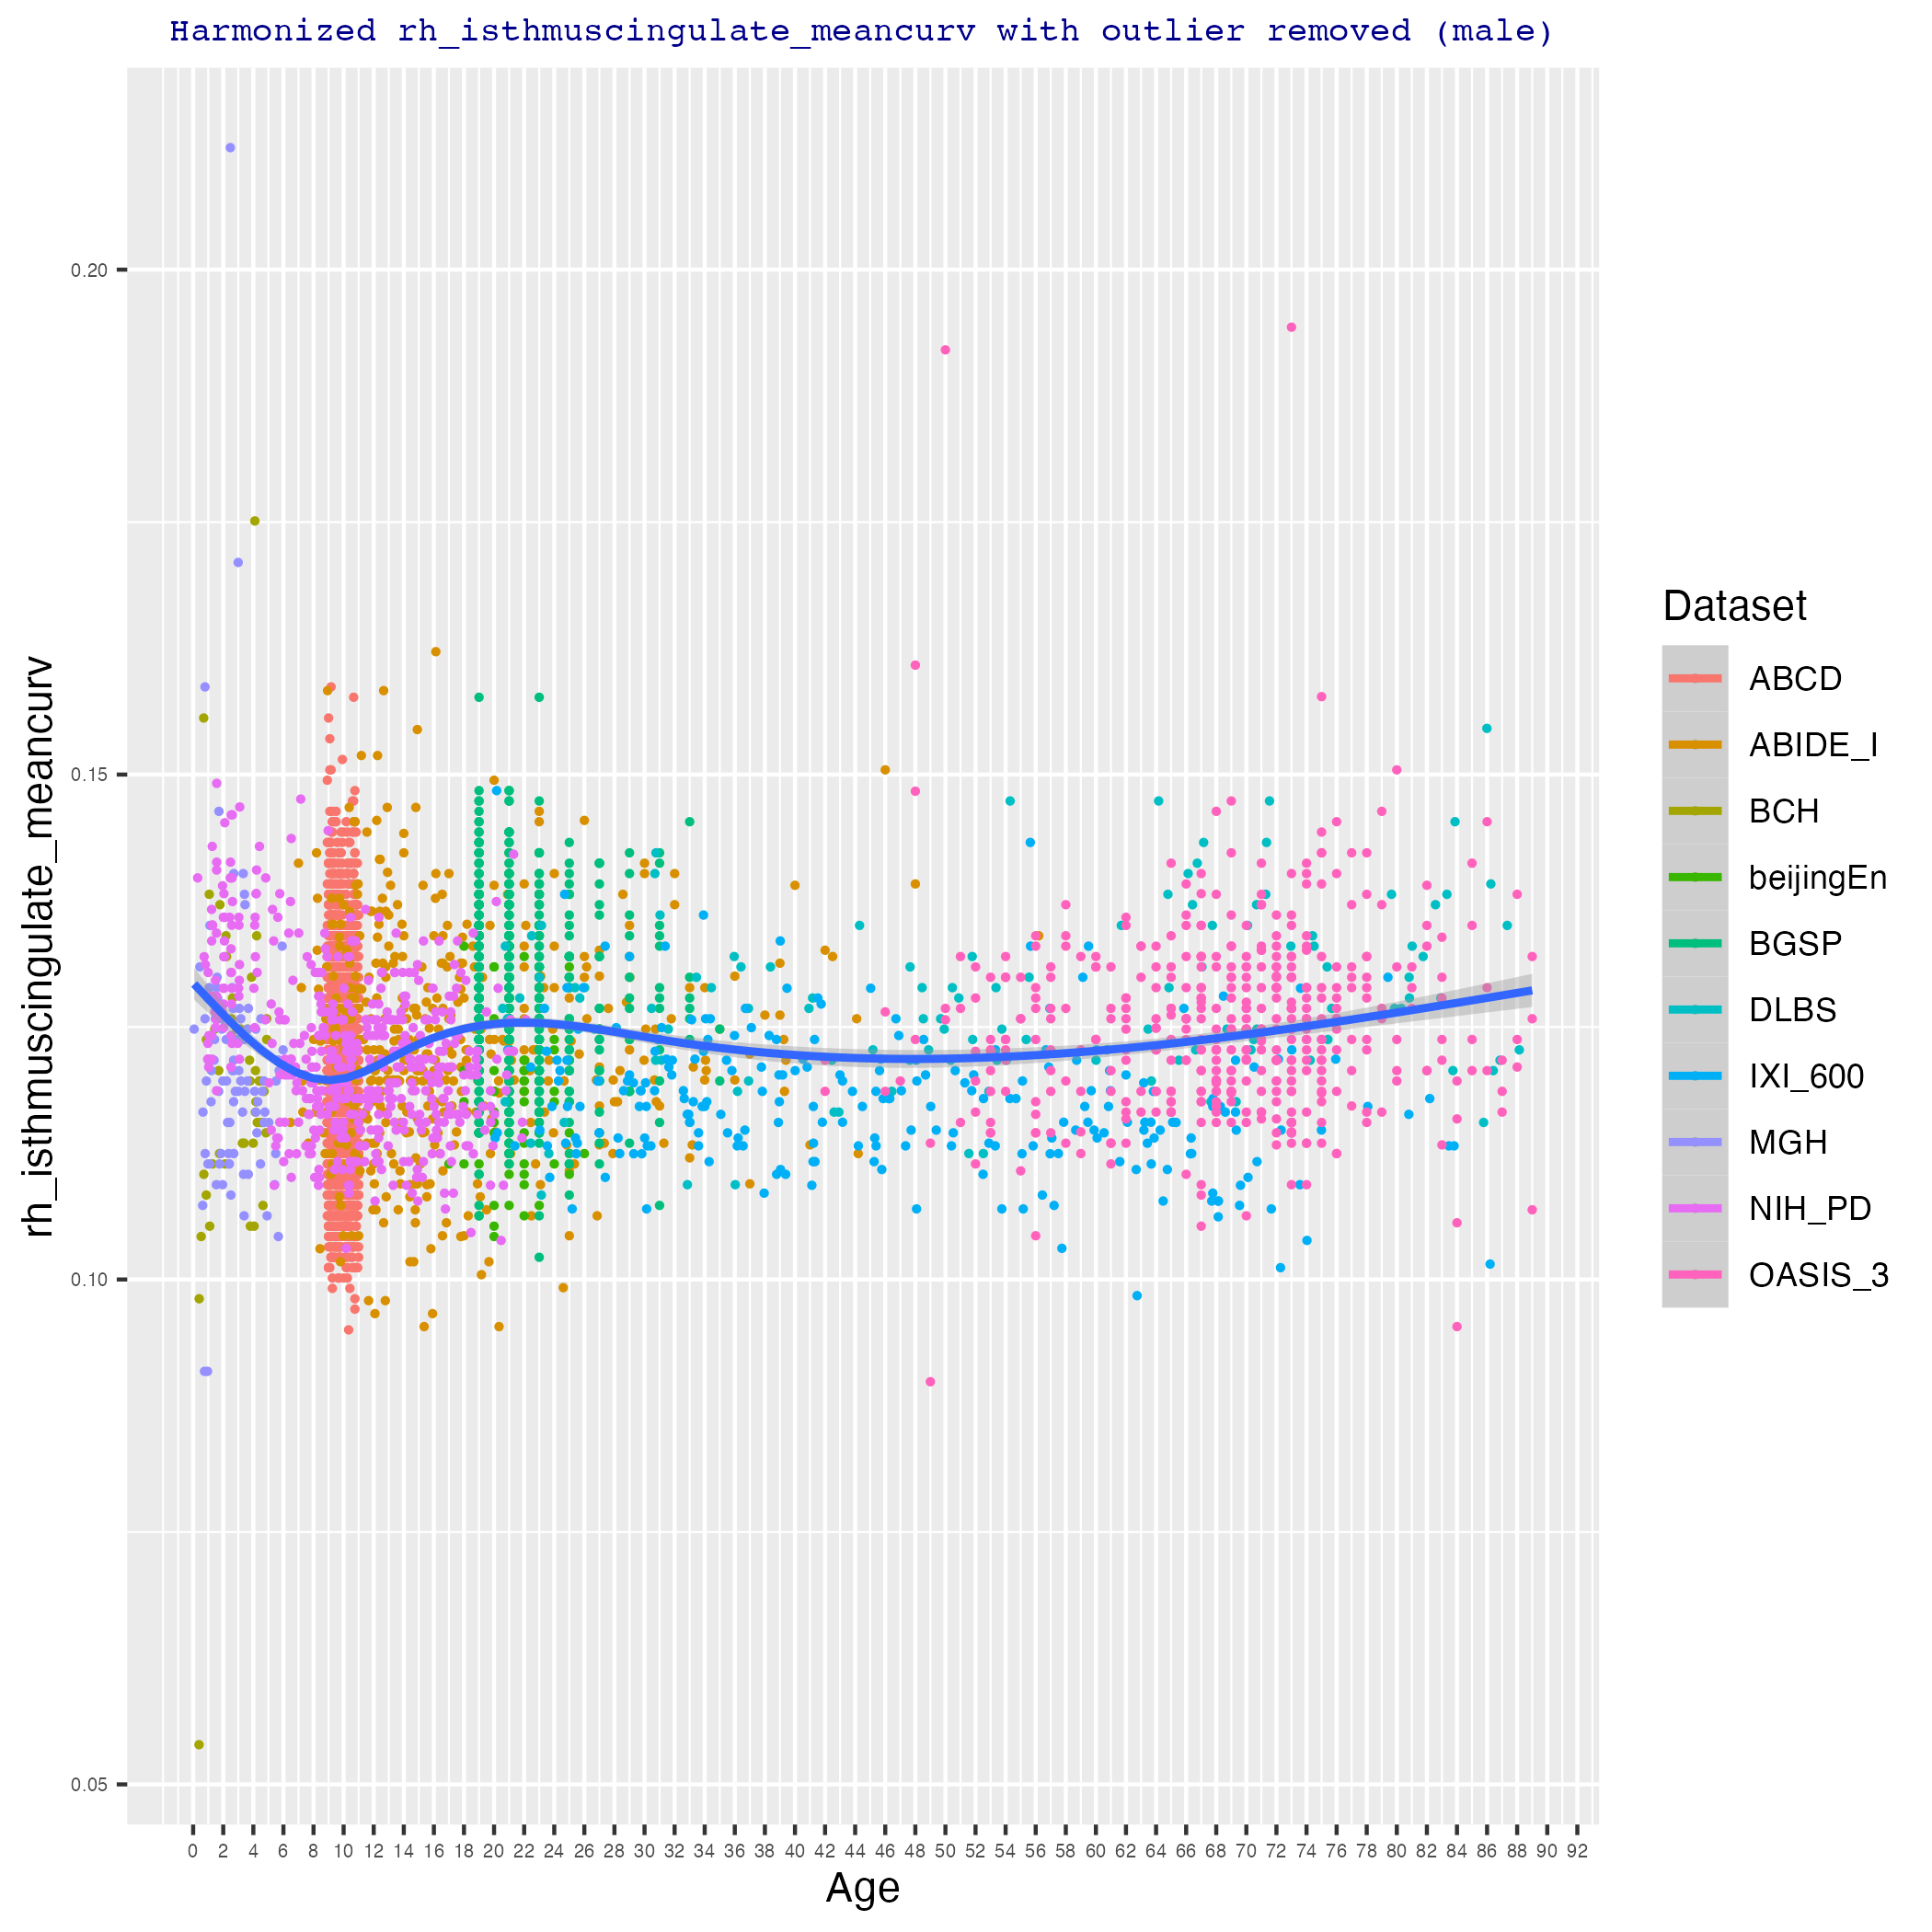 Harmonized rh_isthmuscingulate_meancurv with outlier removed (male)
rh_isthmuscingulate_meancurv
0.20
0.15
0.10
0.05
0 2 4 6 8 10 12 14 16 18 20 22 24 26 28 30 32 34 36 38 40 42 44 46 48 50 52 54 56 58 60 62 64 66 68 70 72 74 76 78 80 82 84 86 88 90 92
Age
Dataset
ABCD
ABIDE_I
BCH
beijingEn
BGSP
DLBS
IXI_600
MGH
NIH_PD
OASIS_3